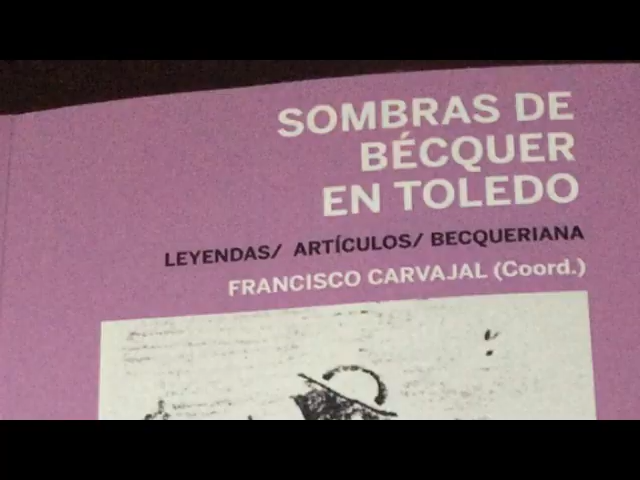 SOMBRAS DE
BÉCQUER
EN TOLEDO
LEYENDAS/ ARTÍCULOS/ BECQUERIANA
FRANCISCO CARVAJAL (Coord.)